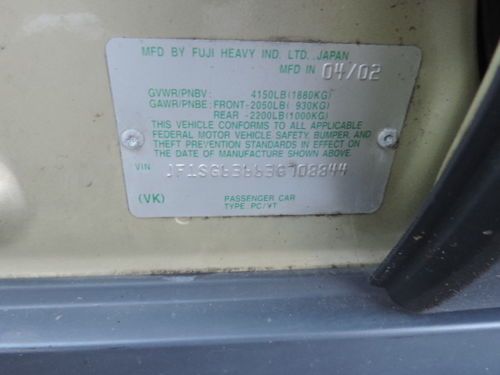 MFD BY FUJI HEAVY IND. LTD. JAPAN
MFD IN 04/02
GVWR/PNBV : 4150LB(1880KG)
GAWR/PNBE : FRONT-2050LB( 930KG)
REAR -2200LB(1000KG)
THIS VEHICLE CONFORMS TO ALL APPLICABLE
FEDERAL MOTOR VEHICLE SAFETY, BUMPER, AND
THEFT PREVENTION STANDARDS IN EFFECT ON
THE DATE OF MANUFACTURE SHOWN ABOVE.
VIN JF1SG63663G708844
(VK) PASSENGER CAR
TYPE PC/VT